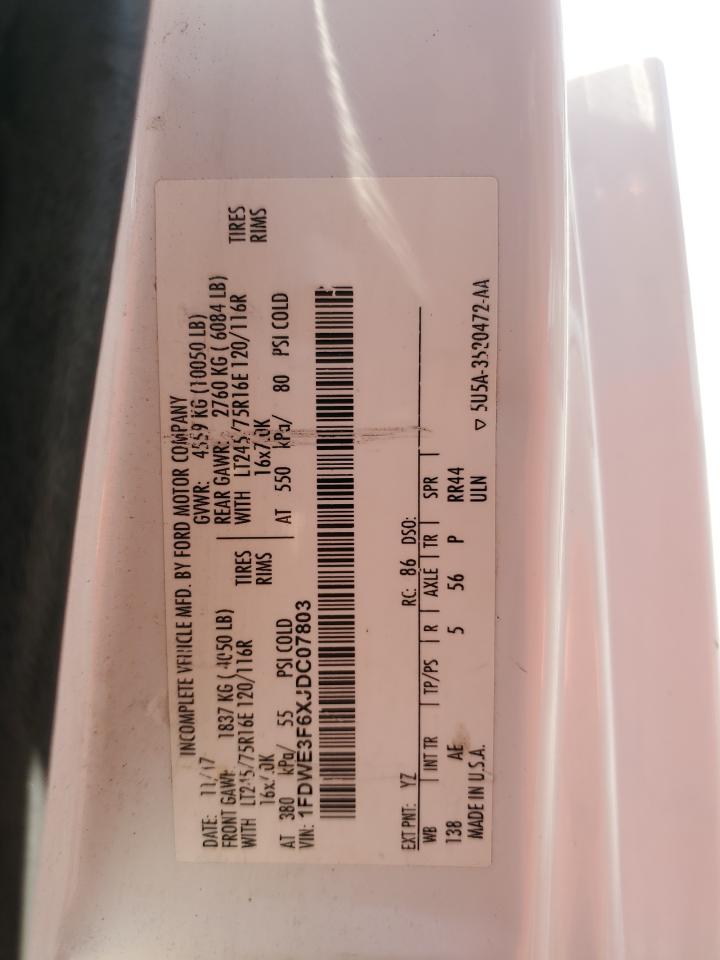 INCOMPLETE VEHICLE MFD. BY FORD MOTOR COMPANY
DATE: 11/17 GVWR: 4559 KG (10050 LB)
FRONT GAWR: 1837 KG (4050 LB) REAR GAWR: 2760 KG ( 6084 LB)
WITH LT245/75R16E 120/116R TIRES WITH LT245/75R16E 120/116R TIRES
16x7.0K RIMS 16x7.0K RIMS
AT 380 kPa/ 55 PSI COLD AT 550 kPa/ 80 PSI COLD
VIN: 1FDWE3F6XJDC07803
EXT PNT: YZ RC: 86 DSO:
WB INT TR TP/PS R AXLE TR SPR
138 AE 5 56 P RR44
MADE IN U.S.A. ULN
▽ 5U5A-3520472-AA